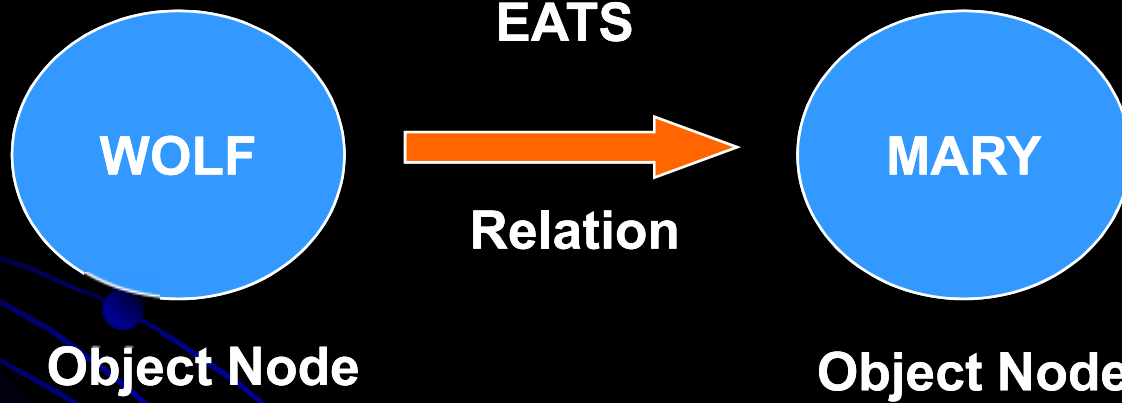 EATS
WOLF
MARY
Relation
Object Node
Object Node